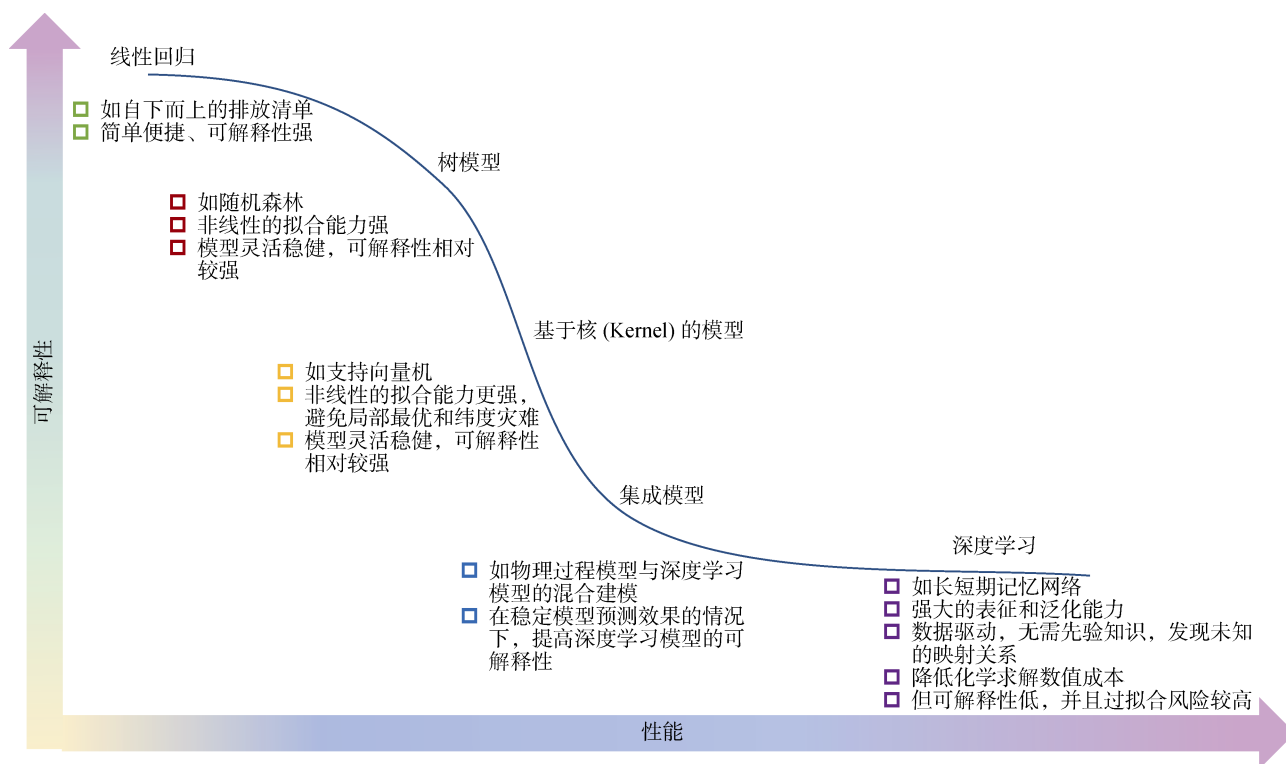 线性回归
如自下而上的排放清单
简单便捷、可解释性强
树模型
如随机森林
非线性的拟合能力强
模型灵活稳健，可解释性相对
较强
基于核 (Kernel) 的模型
如支持向量机
非线性的拟合能力更强，
避免局部最优和纬度灾难
模型灵活稳健，可解释性
相对较强
集成模型
如物理过程模型与深度学习
模型的混合建模
在稳定模型预测效果的情况
下，提高深度学习模型的可
解释性
深度学习
如长短期记忆网络
强大的表征和泛化能力
数据驱动，无需先验知识，发现未知
的映射关系
降低化学求解数值成本
但可解释性低，并且过拟合风险较高
可解释性
性能